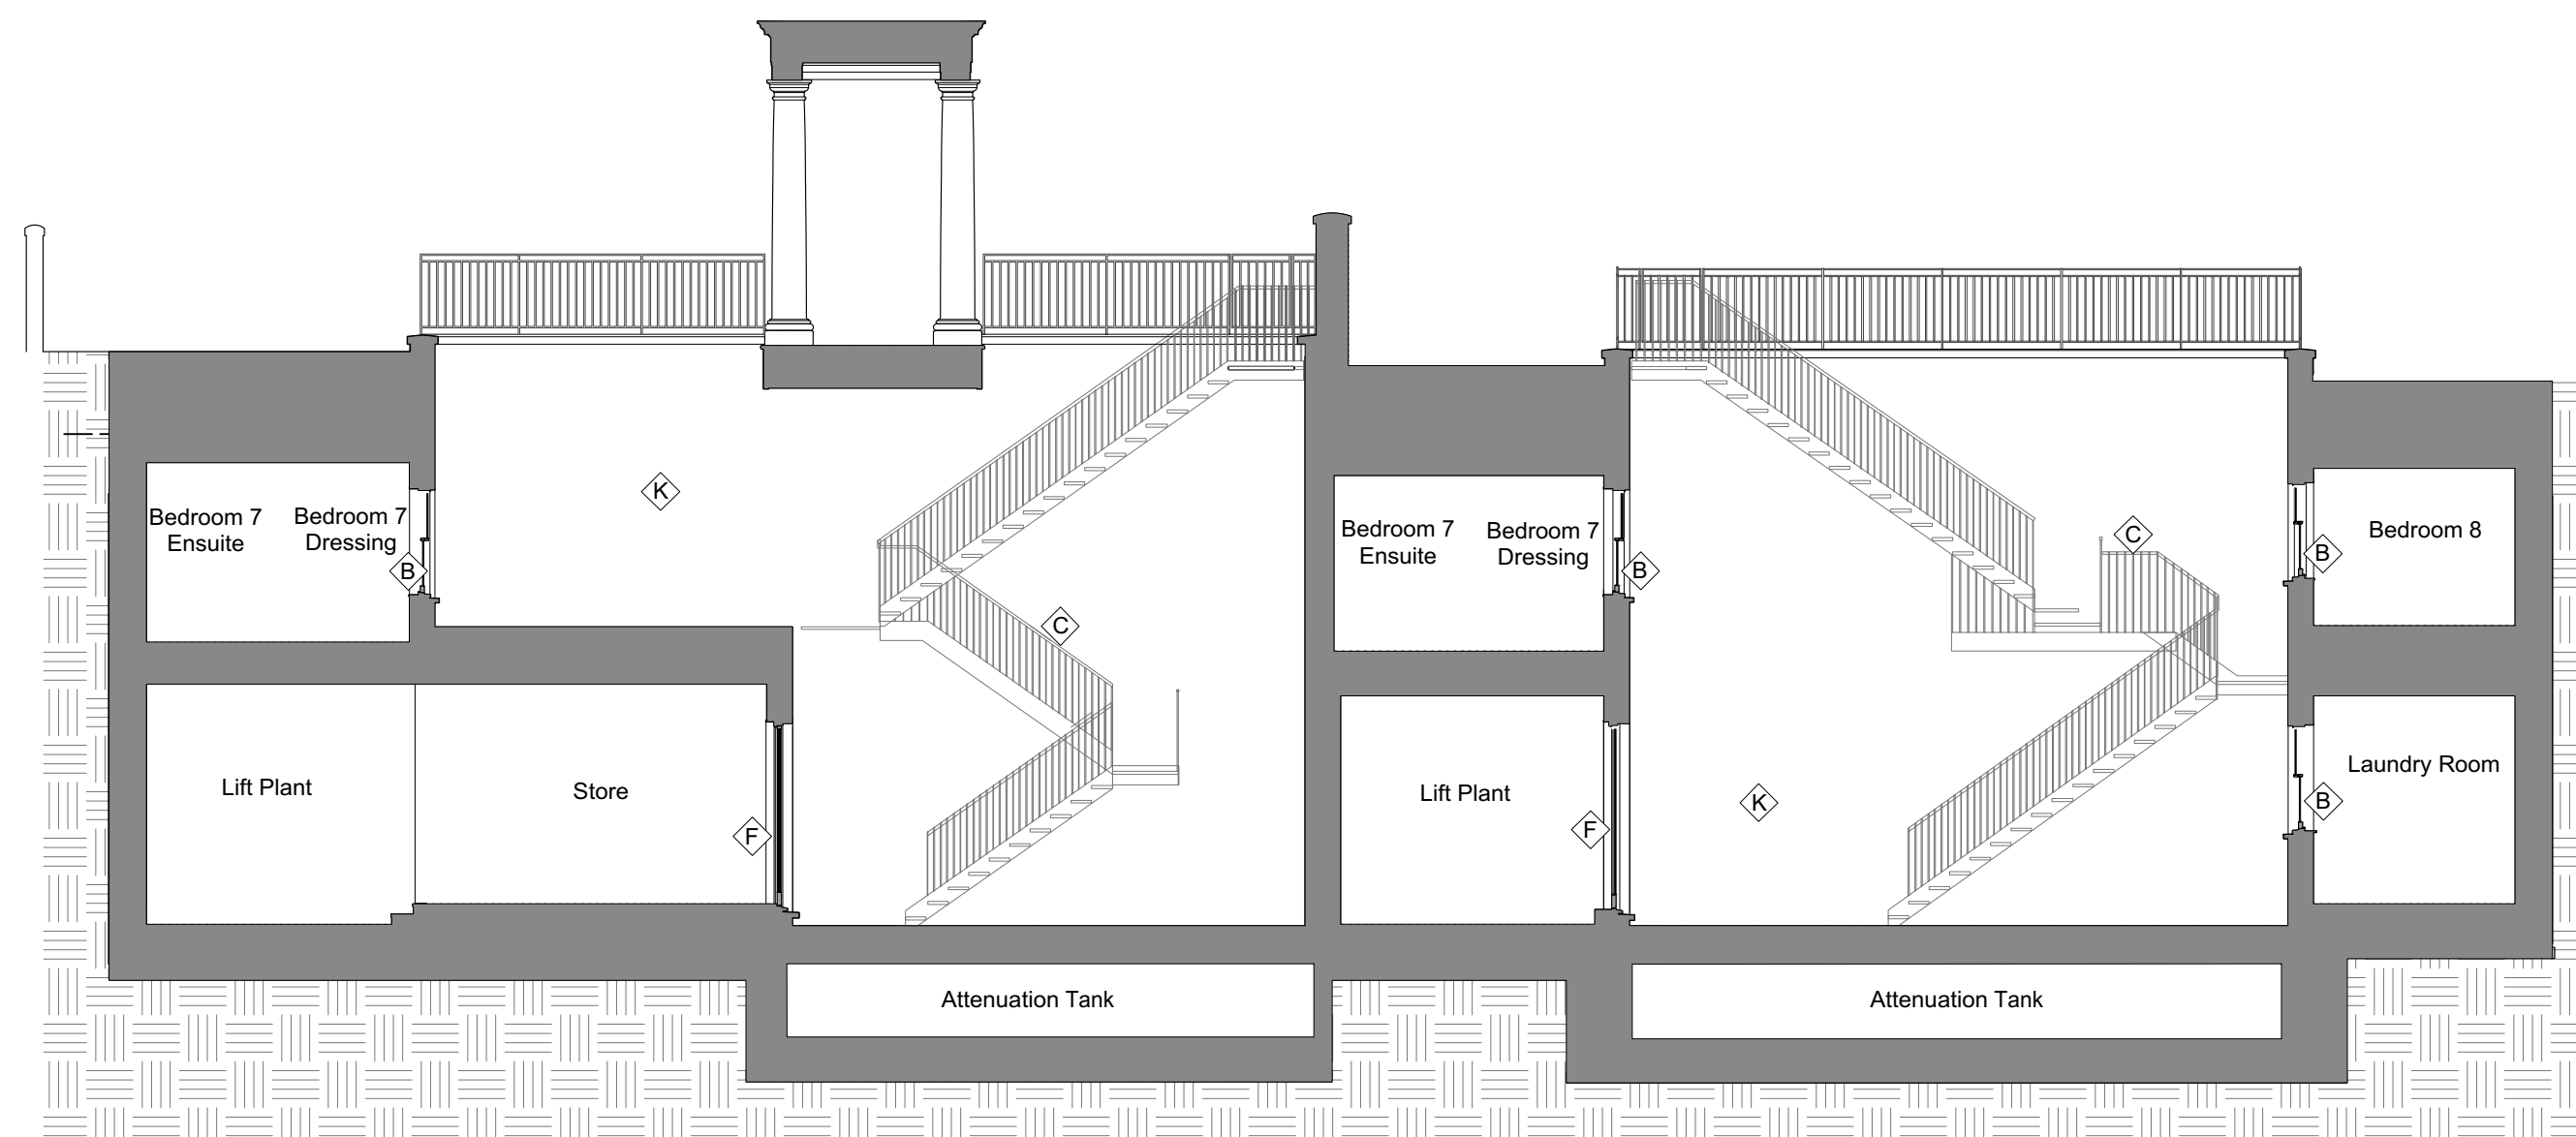 K
Bedroom 7
Ensuite
Bedroom 7
Dressing
B
Bedroom 7
Ensuite
Bedroom 7
Dressing
B
C
B
Bedroom 8
C
Lift Plant
Store
F
Lift Plant
F
K
B
Laundry Room
Attenuation Tank
Attenuation Tank